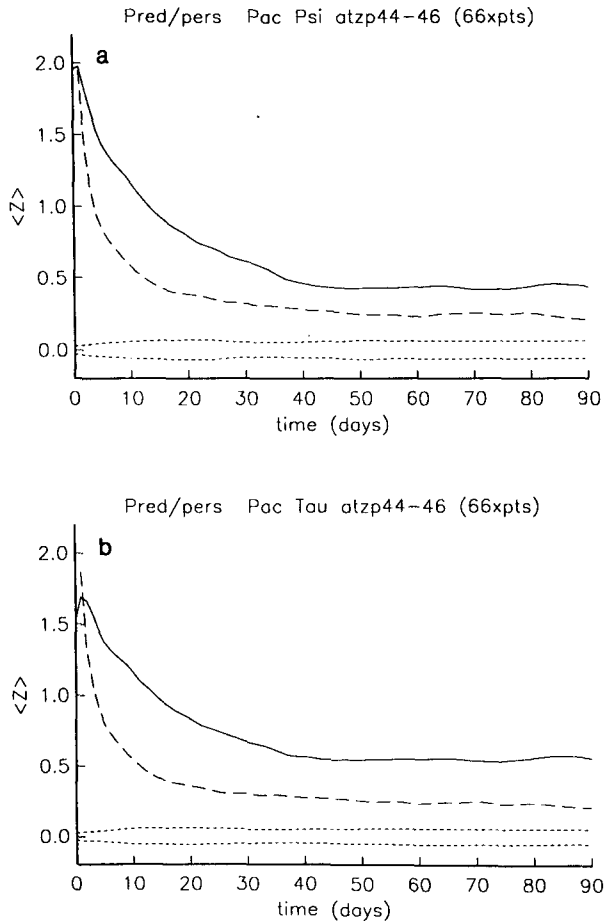 Pred/pers Pac Psi atzp44-46 (66xpts)
a
2.0
1.5
1.0
0.5
0.0
<Z>
0 10 20 30 40 50 60 70 80 90
time (days)
Pred/pers Pac Tau atzp44-46 (66xpts)
b
2.0
1.5
1.0
0.5
0.0
<Z>
0 10 20 30 40 50 60 70 80 90
time (days)